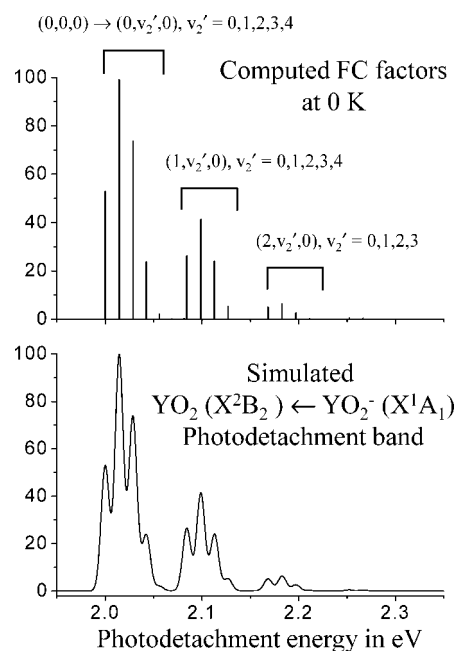 (0,0,0) → (0,v₂′,0), v₂′ = 0,1,2,3,4
Computed FC factors
at 0 K
(1,v₂′,0), v₂′ = 0,1,2,3,4
(2,v₂′,0), v₂′ = 0,1,2,3
100
80
60
40
20
0
Simulated
YO₂ (X²B₂ ) ← YO₂⁻ (X¹A₁)
Photodetachment band
100
80
60
40
20
0
2.0 2.1 2.2 2.3
Photodetachment energy in eV